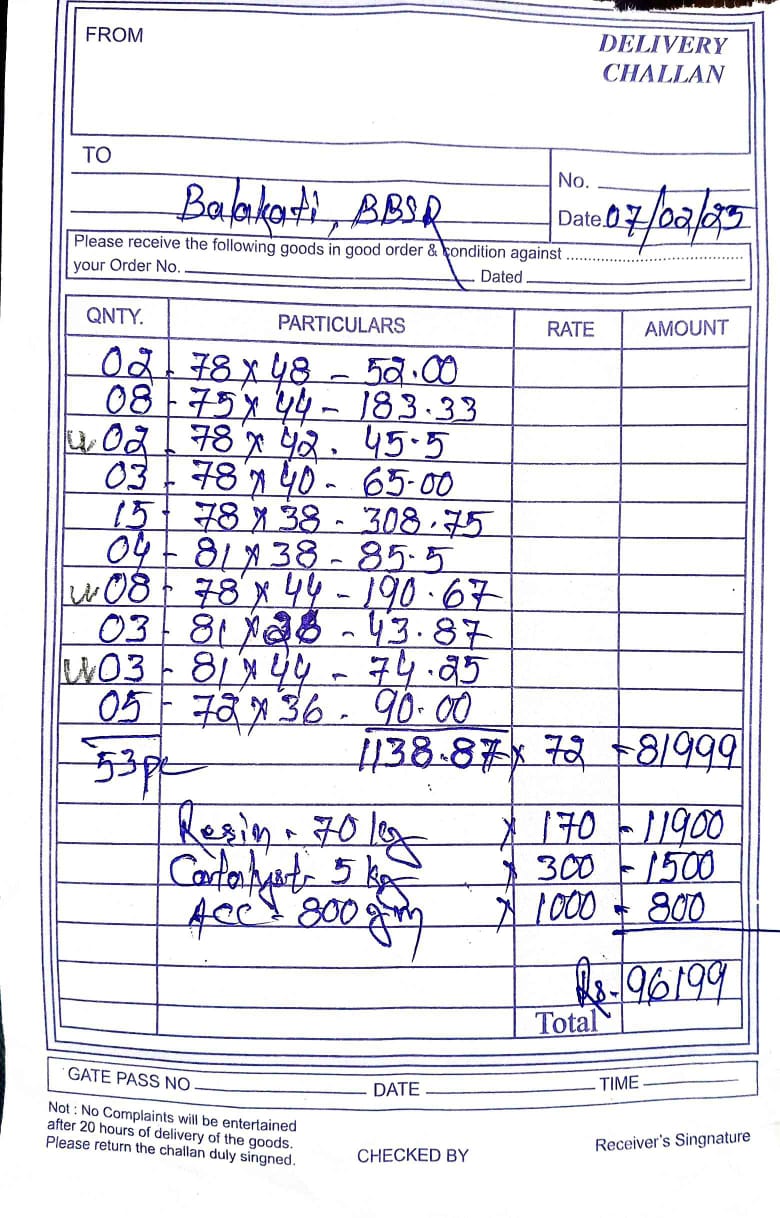 FROM
DELIVERY
CHALLAN
TO
Balakati, BBSR
No.
Date 07/02/25
Please receive the following goods in good order & condition against
your Order No. Dated
QNTY. PARTICULARS RATE AMOUNT
02 - 78 x 48 - 52.00
08 - 75 x 44 - 183.33
w 02 - 78 x 42 . 45.5
03 - 78 x 40 - 65-00
15 - 78 x 38 - 308.75
04 - 81 x 38 - 85.5
w 08 - 78 x 44 - 190.67
03 - 81 x 26 - 43.87
w 03 - 81 x 44 - 74.25
05 - 72 x 36 - 90.00
53pc 1138.87 x 72 = 81999
Resin - 70 kg x 170 - 11900
Catalyst - 5 kg x 300 - 1500
ACC - 800 gm x 1000 = 800
Rs - 96199
Total
GATE PASS NO DATE TIME
Not : No Complaints will be entertained
after 20 hours of delivery of the goods.
Please return the challan duly singned.
CHECKED BY
Receiver's Singnature